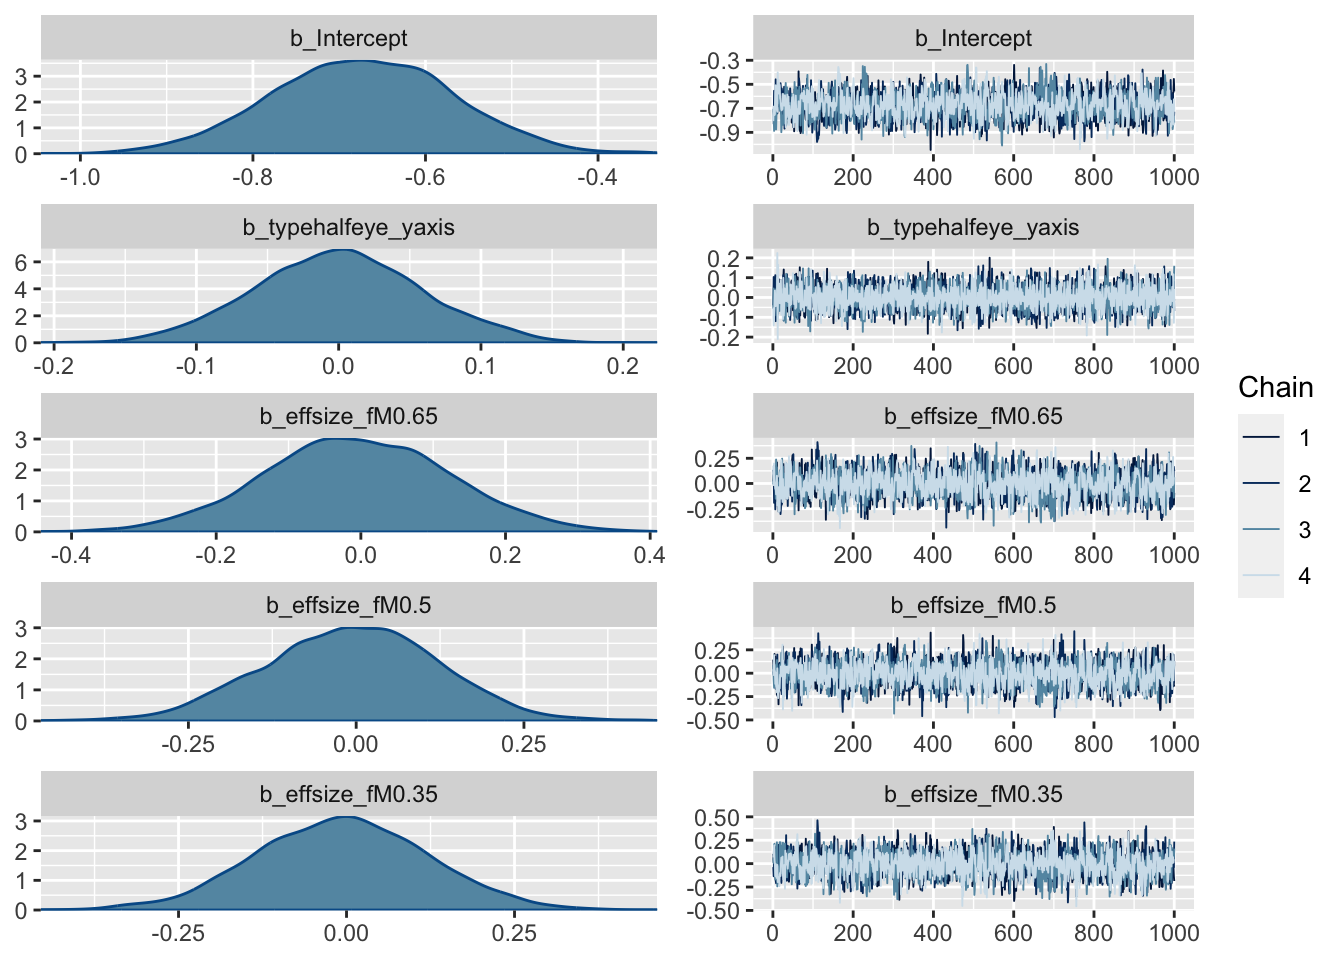 b_Intercept
3
2
1
0
-1.0 -0.8 -0.6 -0.4
b_Intercept
-0.3
-0.5
-0.7
-0.9
0 200 400 600 800 1000
b_typehalfeye_yaxis
6
4
2
0
-0.2 -0.1 0.0 0.1 0.2
b_typehalfeye_yaxis
0.2
0.1
0.0
-0.1
-0.2
0 200 400 600 800 1000
b_effsize_fM0.65
3
2
1
0
-0.4 -0.2 0.0 0.2 0.4
b_effsize_fM0.65
0.25
0.00
-0.25
0 200 400 600 800 1000
b_effsize_fM0.5
3
2
1
0
-0.25 0.00 0.25
b_effsize_fM0.5
0.25
0.00
-0.25
-0.50
0 200 400 600 800 1000
b_effsize_fM0.35
3
2
1
0
-0.25 0.00 0.25
b_effsize_fM0.35
0.50
0.25
0.00
-0.25
-0.50
0 200 400 600 800 1000
Chain
1
2
3
4